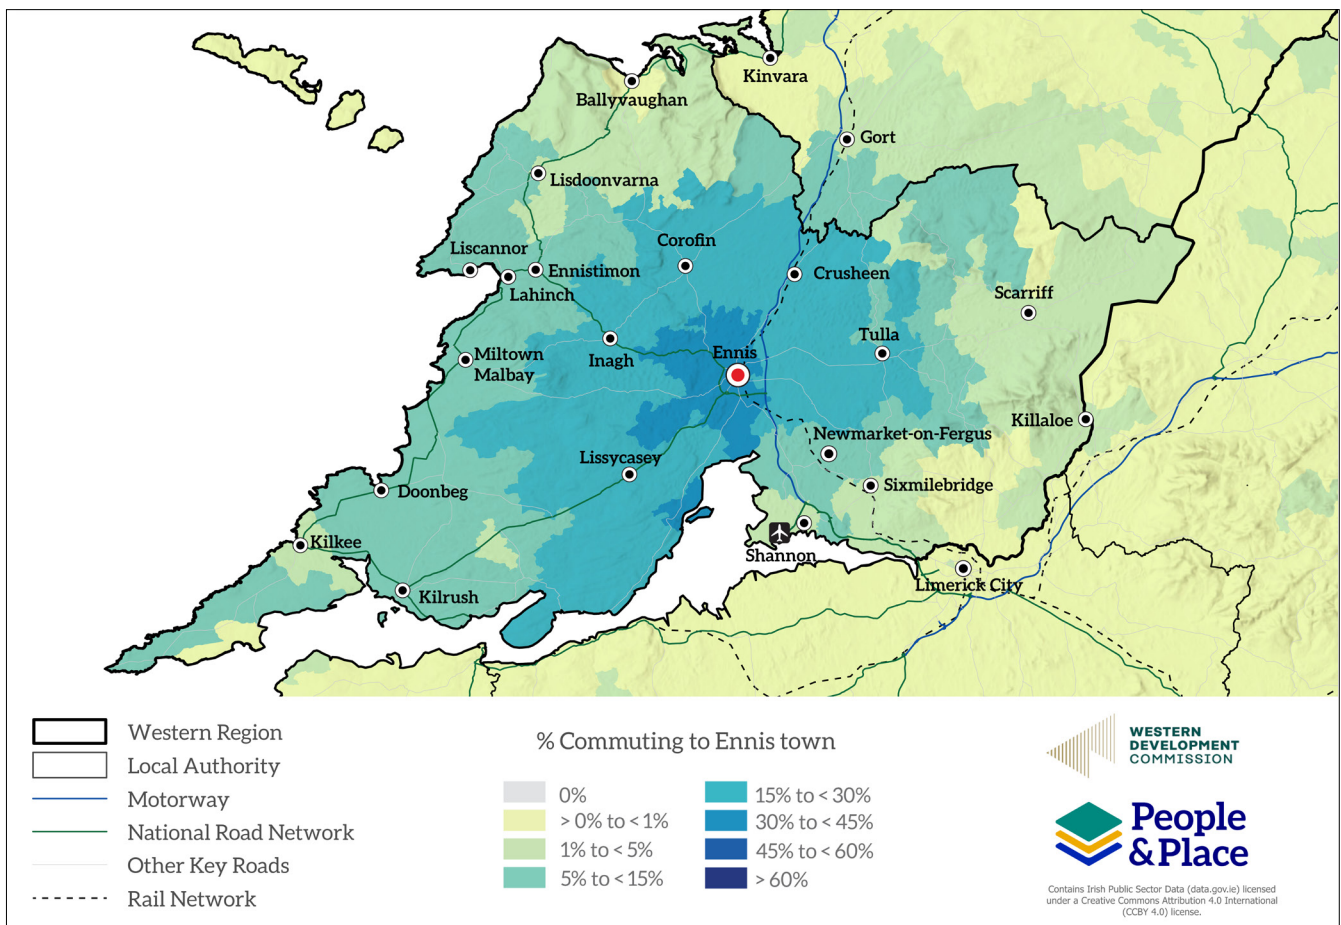 Kinvara
Ballyvaughan
Gort
Lisdoonvarna
Liscannor
Corofin
Ennistimon
Crusheen
Lahinch
Scarriff
Tulla
Ennis
Miltown
Malbay
Inagh
Killaloe
Newmarket-on-Fergus
Lissycasey
Sixmilebridge
Doonbeg
Kilkee
Shannon
Limerick City
Kilrush
Western Region
Local Authority
Motorway
National Road Network
Other Key Roads
Rail Network
% Commuting to Ennis town
0%
> 0% to < 1%
1% to < 5%
5% to < 15%
15% to < 30%
30% to < 45%
45% to < 60%
> 60%
WESTERN
DEVELOPMENT
COMMISSION
People
& Place
Contains Irish Public Sector Data (data.gov.ie) licensed
under a Creative Commons Attribution 4.0 International
(CCBY 4.0) license.